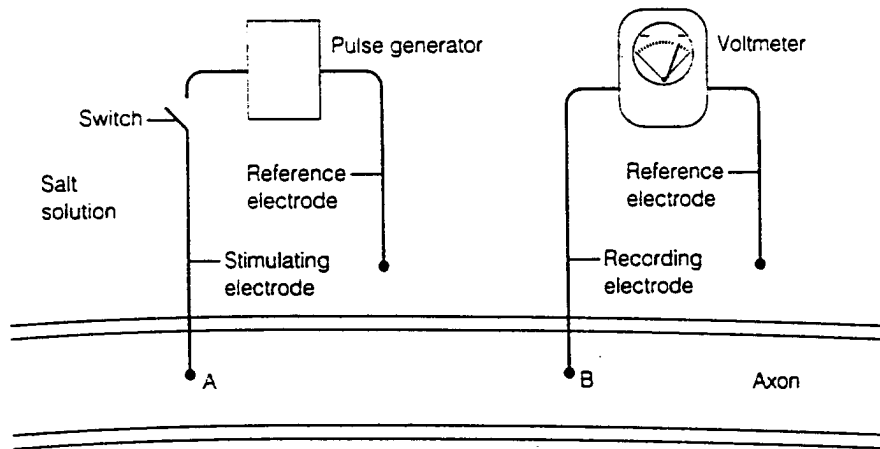 Pulse generator
Voltmeter
Switch
Reference
electrode
Reference
electrode
Salt
solution
Stimulating
electrode
Recording
electrode
A
B
Axon